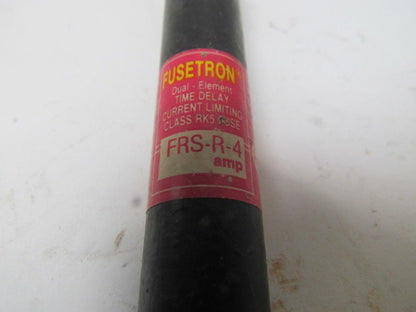 FUSETRON
Dual - Element
TIME DELAY
CURRENT LIMITING
CLASS RK5 FUSE
FRS-R-4
amp